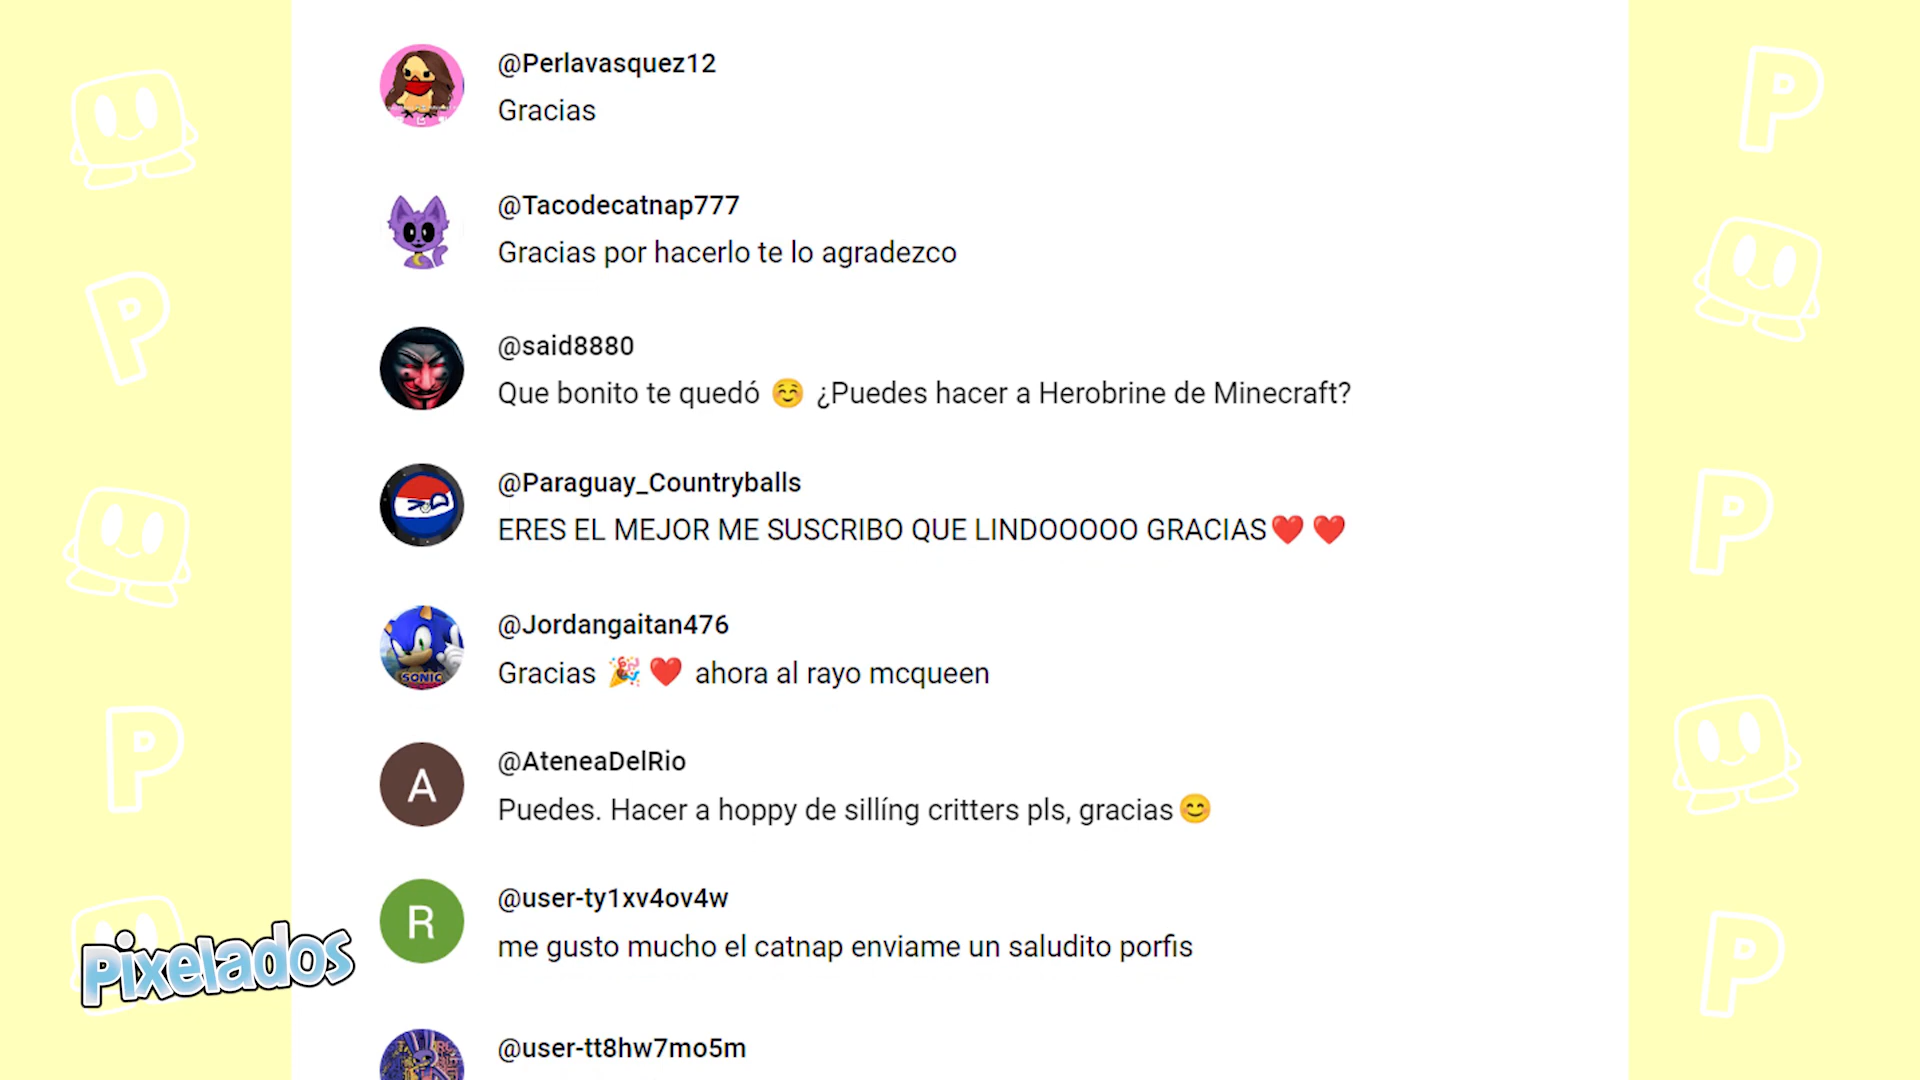 @Perlavasquez12
Gracias
@Tacodecatnap777
Gracias por hacerlo te lo agradezco
@said8880
Que bonito te quedó ☺️ ¿Puedes hacer a Herobrine de Minecraft?
@Paraguay_Countryballs
ERES EL MEJOR ME SUSCRIBO QUE LINDOOOOO GRACIAS❤️ ❤️
@Jordangaitan476
Gracias 🎉 ❤️ ahora al rayo mcqueen
SONIC
@AteneaDelRio
A
Puedes. Hacer a hoppy de sillíng critters pls, gracias😊
@user-ty1xv4ov4w
R
me gusto mucho el catnap enviame un saludito porfis
Pixelados
@user-tt8hw7mo5m
P
P
P
P
P